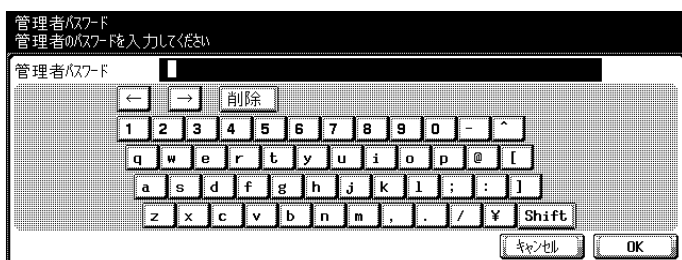 管理者パスワード
管理者のパスワードを入力してください
管理者パスワード
← → 削除
1 2 3 4 5 6 7 8 9 0 - ^
q w e r t y u i o p @ [
a s d f g h j k l ; : ]
z x c v b n m , . / ¥ Shift
キャンセル OK